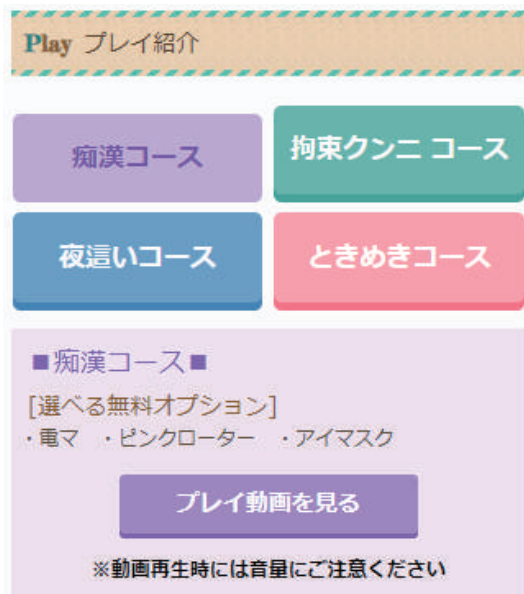 Play プレイ紹介
痴漢コース
拘束クンニ コース
夜這いコース
ときめきコース
■痴漢コース■
[選べる無料オプション]
・電マ ・ピンクローター ・アイマスク
プレイ動画を見る
※動画再生時には音量にご注意ください